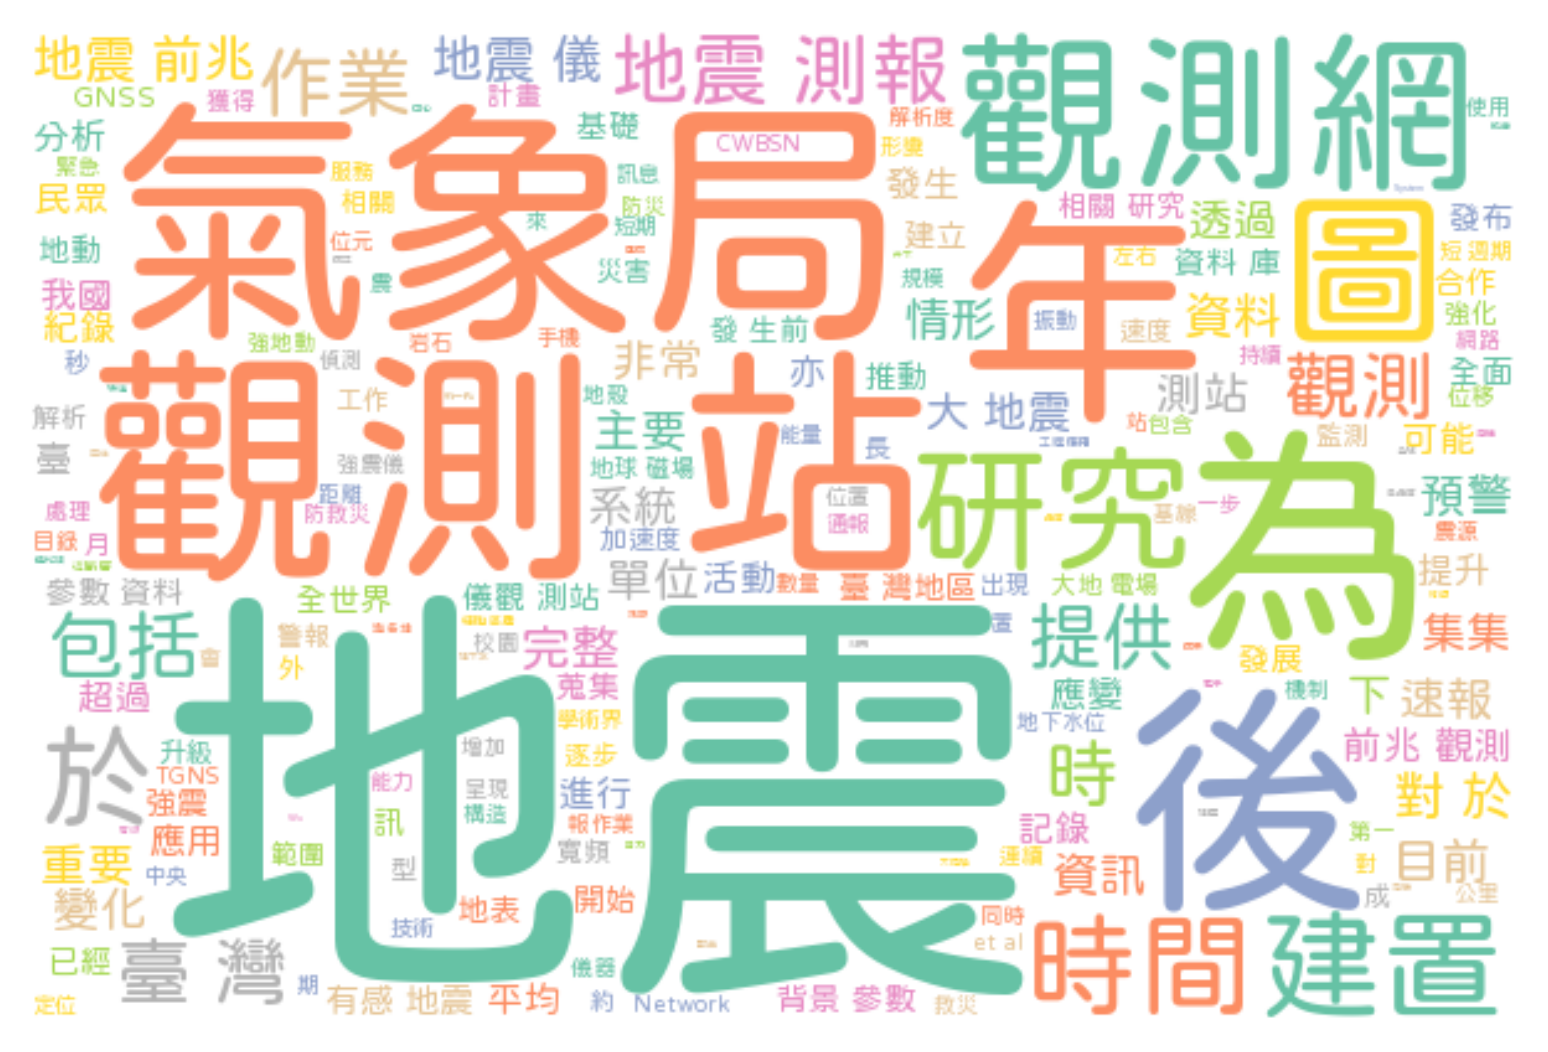 地震 前兆
作業
地震 儀
地震 測報
觀測網
GNSS
獲得
計畫
使用
分析
氣象局
基礎
CWBSN
解析度
形變
緊急
服務
訊息
發生
民眾
相關
防災
相關 研究
透過
圖
發布
來
短期
年
地動
位元
建立
左右
資料 庫
短 週期
我國
震
災害
規模
合作
紀錄
發 生前
情形
振動
速度
資料
強化
強地動
岩石
手機
網路
秒
偵測
非常
亦
推動
持續
觀測
全面
觀測 站
地殼
大 地震
測站
位移
解析
工作
主要
能量
長
站
包含
監測
可能
臺
強震儀
地球 磁場
研究
為
距離
系統
位置
預警
處理
防救災
通報
基線
一步
目錄
月
加速度
震源
參數 資料
全世界
儀觀 測站
單位
活動
數量
臺 灣地區
出現
大地 電場
提升
包括
地震
警報
校園
完整
置
提供
集集
會
外
發展
超過
蒐集
應變
機制
下
速報
於
學術界
地下水位
後
升級
增加
逐步
時
前兆 觀測
TGNS
能力
呈現
進行
對 於
強震
訊
構造
報作業
記錄
第一
應用
重要
範圍
寬頻
連續
資訊
對
目前
中央
型
成
公里
變化
技術
地表
開始
同時
時間
建置
et al
已經
臺 灣
儀器
定位
期
有感 地震
平均
約
Network
背景 參數
救災